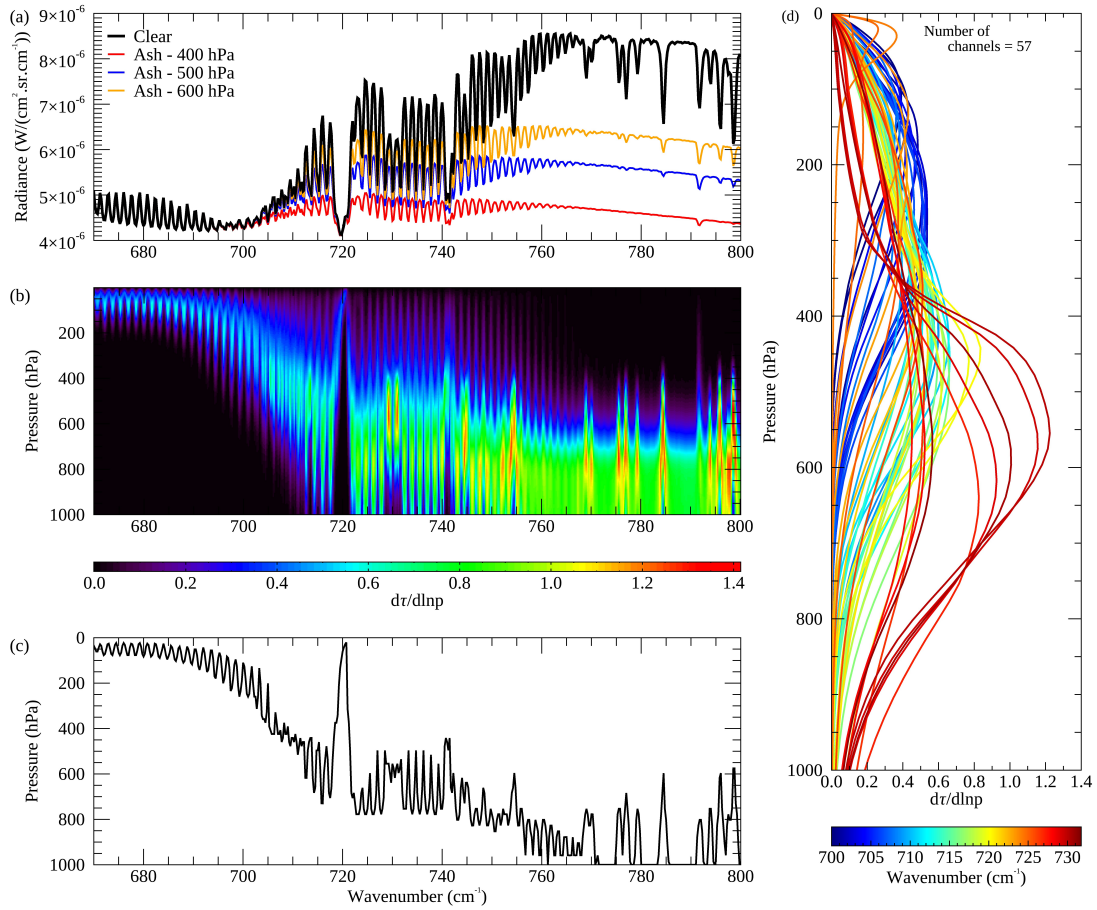 (a)
Radiance (W/(cm².sr.cm⁻¹))
9×10⁻⁶
8×10⁻⁶
7×10⁻⁶
6×10⁻⁶
5×10⁻⁶
4×10⁻⁶
Clear
Ash - 400 hPa
Ash - 500 hPa
Ash - 600 hPa
680 700 720 740 760 780 800
(b)
Pressure (hPa)
200
400
600
800
1000
680 700 720 740 760 780 800
0.0 0.2 0.4 0.6 0.8 1.0 1.2 1.4
dτ/dlnp
(c)
Pressure (hPa)
0
200
400
600
800
1000
680 700 720 740 760 780 800
Wavenumber (cm⁻¹)
(d)
Number of
channels = 57
Pressure (hPa)
0
200
400
600
800
1000
0.0 0.2 0.4 0.6 0.8 1.0 1.2 1.4
dτ/dlnp
700 705 710 715 720 725 730
Wavenumber (cm⁻¹)